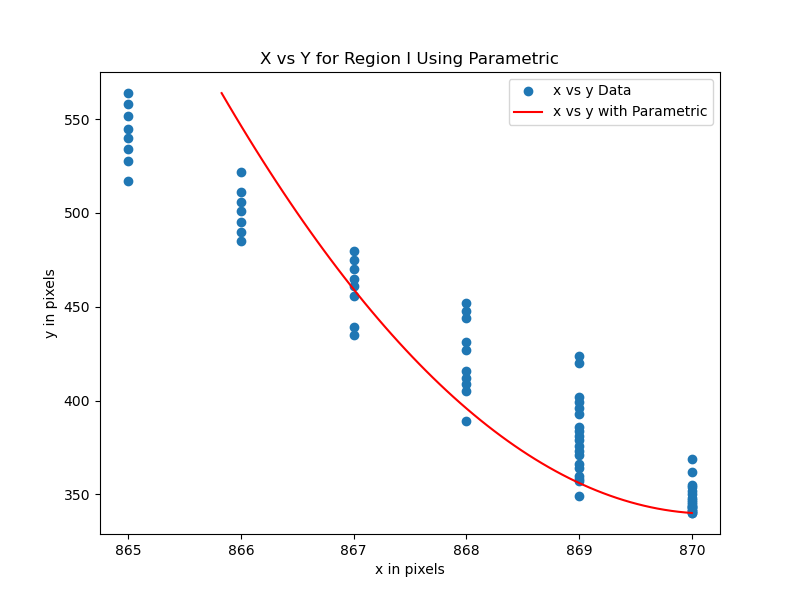 X vs Y for Region I Using Parametric
x vs y Data
x vs y with Parametric
550
500
450
400
350
y in pixels
865 866 867 868 869 870
x in pixels